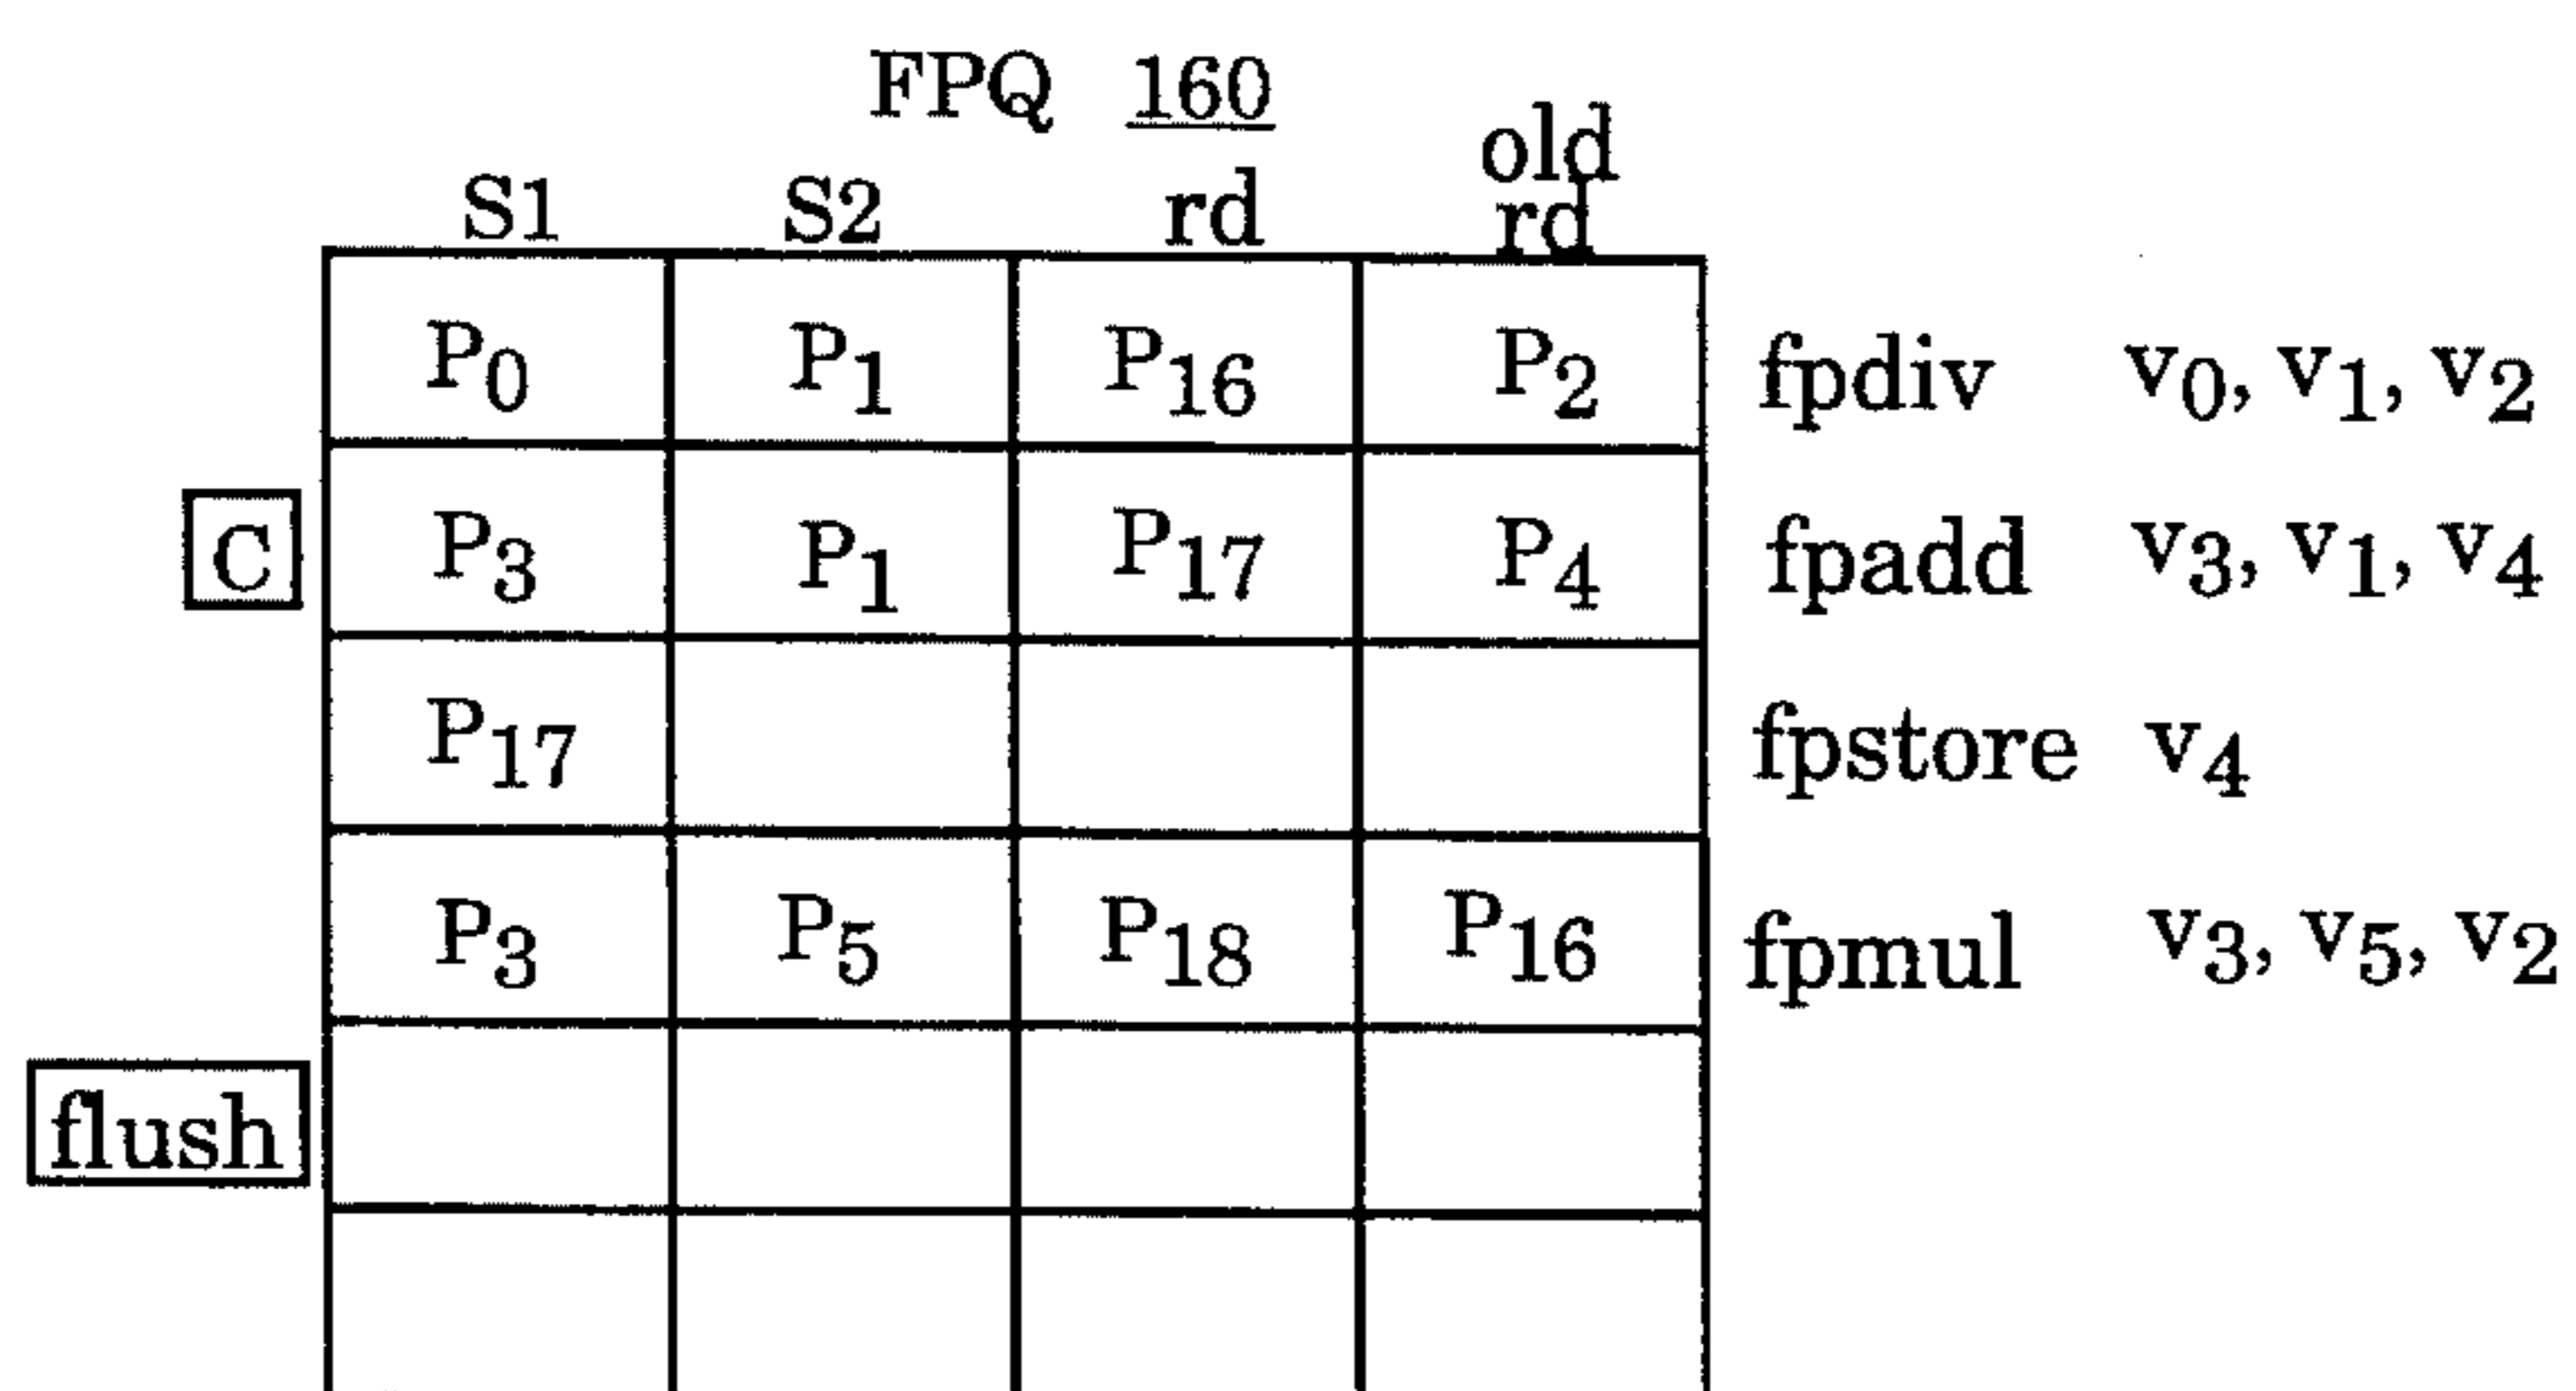 FPQ 160
S1 S2 rd old rd
P0 P1 P16 P2 fpdiv v0, v1, v2
C P3 P1 P17 P4 fpadd v3, v1, v4
P17 fpstore v4
P3 P5 P18 P16 fpmul v3, v5, v2
flush